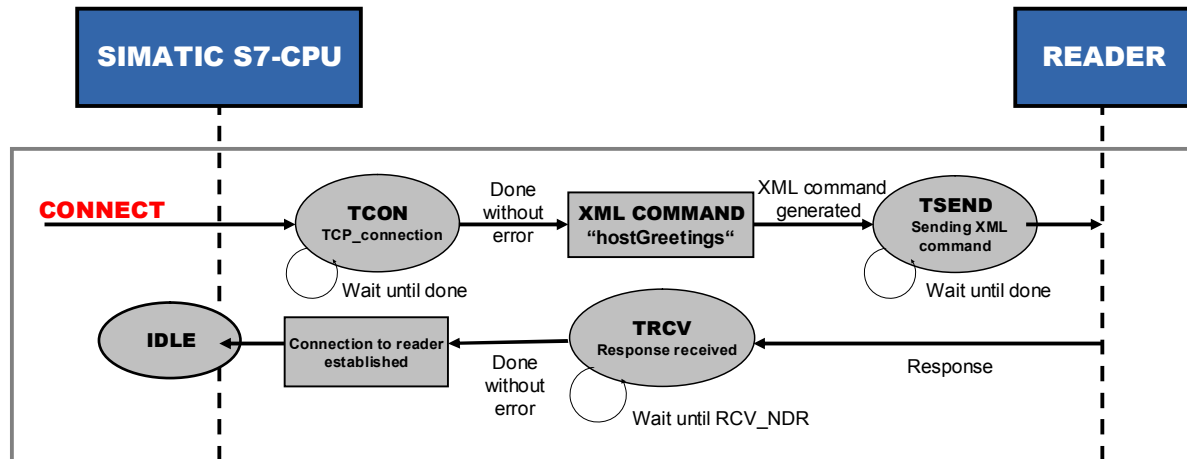 SIMATIC S7-CPU
READER
CONNECT
TCON
TCP_connection
Wait until done
Done
without
error
XML COMMAND
“hostGreetings“
XML command
generated
TSEND
Sending XML
command
Wait until done
IDLE
Connection to reader
established
Done
without
error
TRCV
Response received
Wait until RCV_NDR
Response